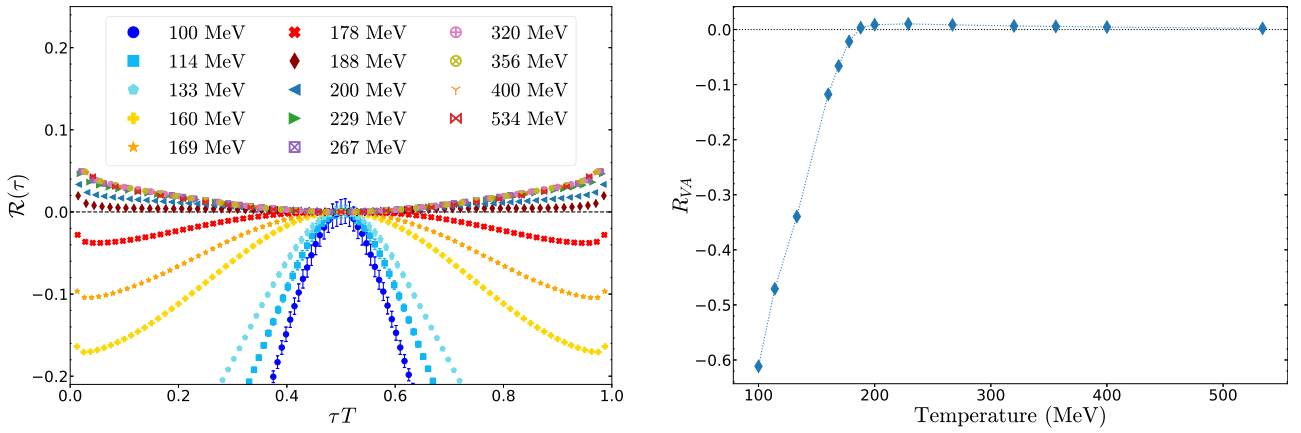 0.2
0.1
0.0
−0.1
−0.2
ℛ(τ)
100 MeV
114 MeV
133 MeV
160 MeV
169 MeV
178 MeV
188 MeV
200 MeV
229 MeV
267 MeV
320 MeV
356 MeV
400 MeV
534 MeV
0.0 0.2 0.4 0.6 0.8 1.0
τT
0.0
−0.1
−0.2
−0.3
−0.4
−0.5
−0.6
R_VA
100 200 300 400 500
Temperature (MeV)